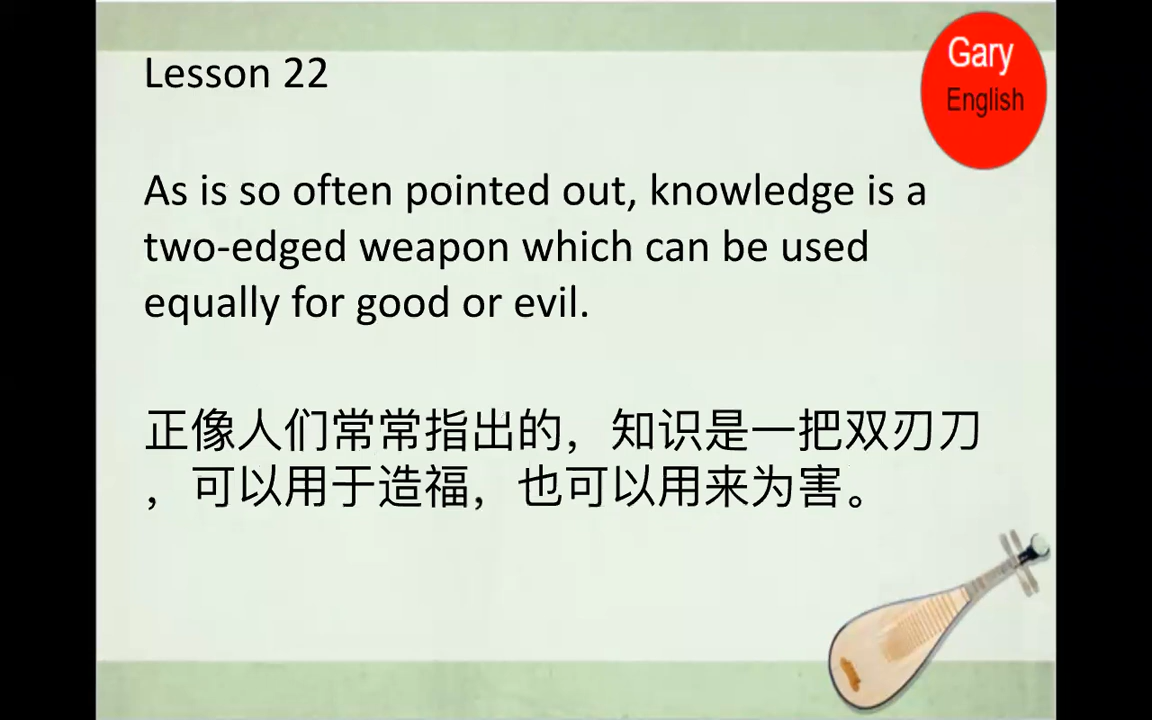 Lesson 22
Gary
English
As is so often pointed out, knowledge is a
two-edged weapon which can be used
equally for good or evil.
正像人们常常指出的，知识是一把双刃刀
，可以用于造福，也可以用来为害。